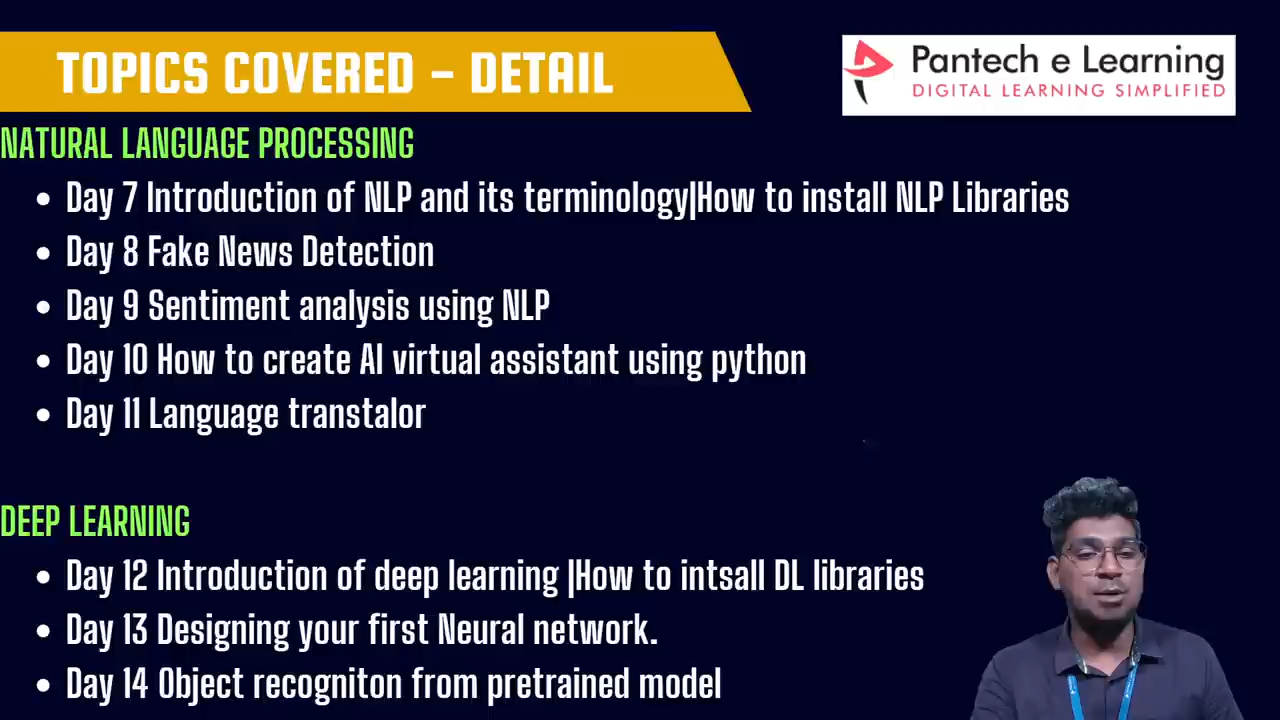 TOPICS COVERED - DETAIL
Pantech e Learning
DIGITAL LEARNING SIMPLIFIED
NATURAL LANGUAGE PROCESSING
• Day 7 Introduction of NLP and its terminology|How to install NLP Libraries
• Day 8 Fake News Detection
• Day 9 Sentiment analysis using NLP
• Day 10 How to create AI virtual assistant using python
• Day 11 Language transtalor
DEEP LEARNING
• Day 12 Introduction of deep learning |How to intsall DL libraries
• Day 13 Designing your first Neural network.
• Day 14 Object recogniton from pretrained model